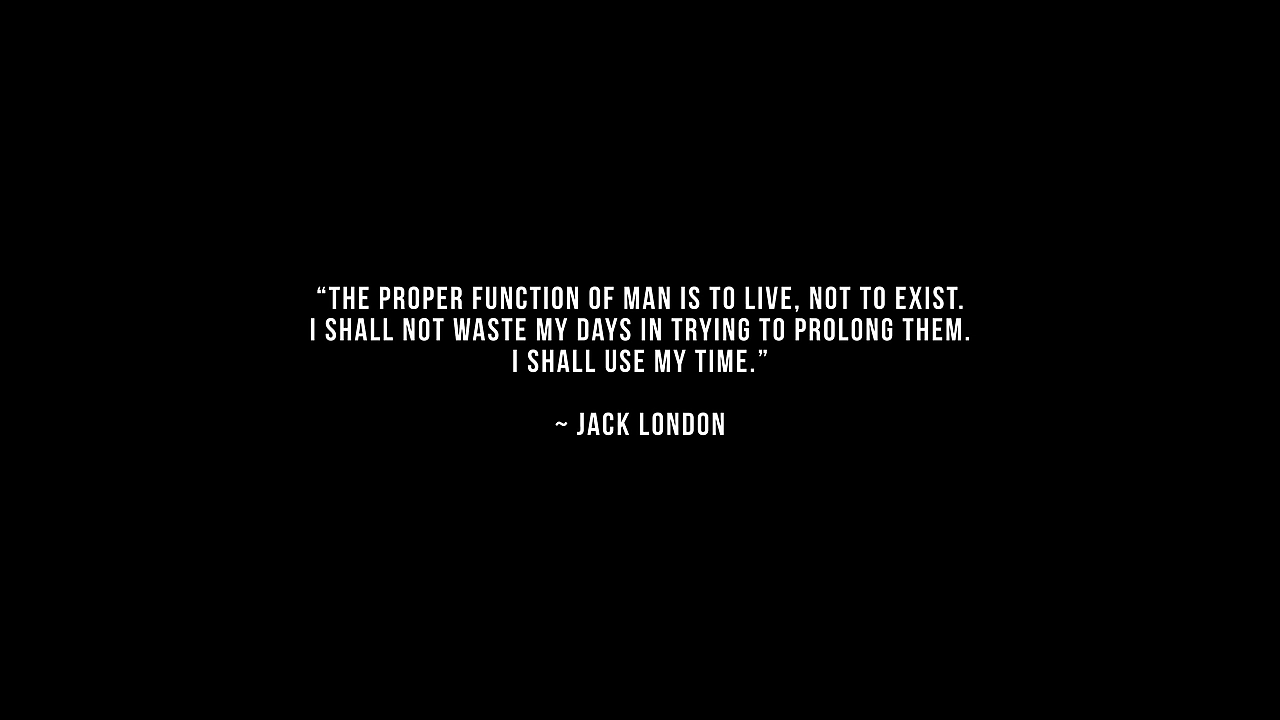 “THE PROPER FUNCTION OF MAN IS TO LIVE, NOT TO EXIST.
I SHALL NOT WASTE MY DAYS IN TRYING TO PROLONG THEM.
I SHALL USE MY TIME.”
~ JACK LONDON